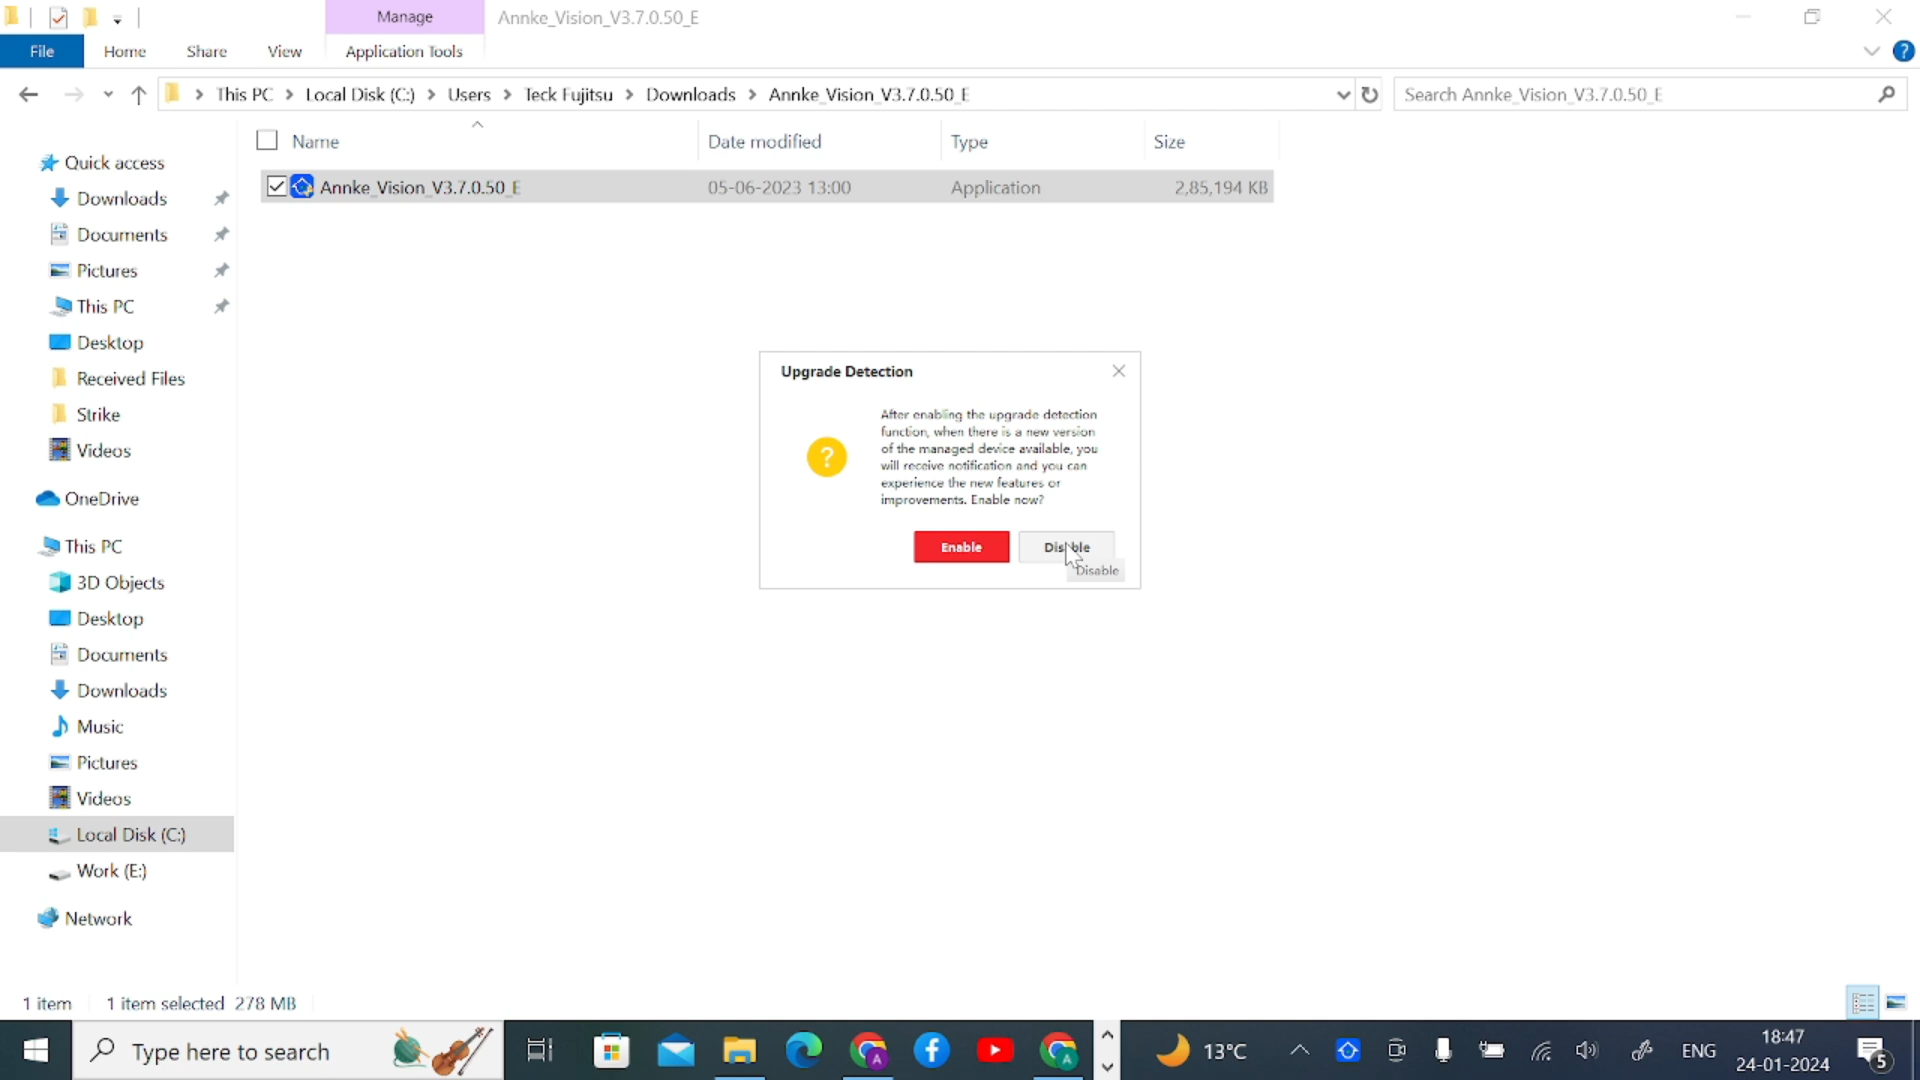 Manage
Annke_Vision_V3.7.0.50_E
File
Home
Share
View
Application Tools
This PC
Local Disk (C:)
Users
Teck Fujitsu
Downloads
Annke_Vision_V3.7.0.50_E
Search Annke_Vision_V3.7.0.50_E
Name
Date modified
Type
Size
Annke_Vision_V3.7.0.50_E
05-06-2023 13:00
Application
2,85,194 KB
Quick access
Downloads
Documents
Pictures
This PC
Desktop
Received Files
Strike
Videos
OneDrive
This PC
3D Objects
Desktop
Documents
Downloads
Music
Pictures
Videos
Local Disk (C:)
Work (E:)
Network
Upgrade Detection
After enabling the upgrade detection
function, when there is a new version
of the managed device available, you
will receive notification and you can
experience the new features or
improvements. Enable now?
Enable
Disable
Disable
1 item
1 item selected 278 MB
Type here to search
13°C
ENG
18:47
24-01-2024
5